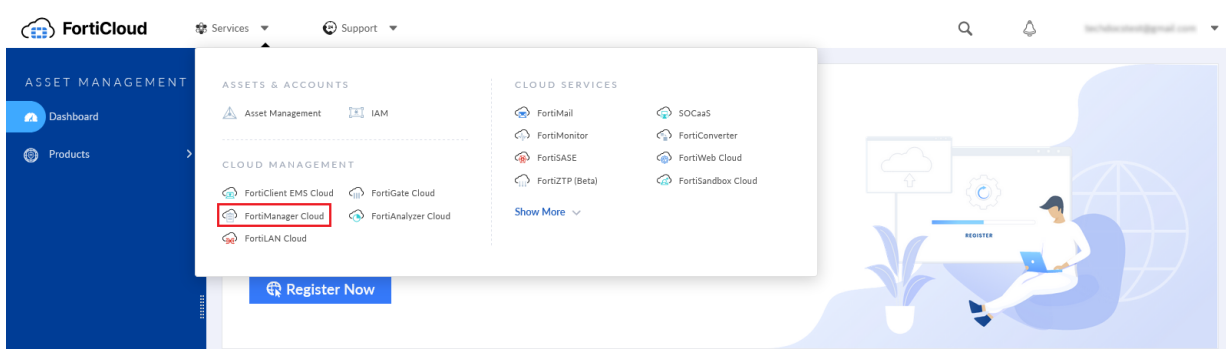 FortiCloud
Services
Support
ASSET MANAGEMENT
Dashboard
Products
ASSETS & ACCOUNTS
Asset Management
IAM
CLOUD MANAGEMENT
FortiClient EMS Cloud
FortiGate Cloud
FortiManager Cloud
FortiAnalyzer Cloud
FortiLAN Cloud
CLOUD SERVICES
FortiMail
SOCaaS
FortiMonitor
FortiConverter
FortiSASE
FortiWeb Cloud
FortiZTP (Beta)
FortiSandbox Cloud
Show More
REGISTER
Register Now